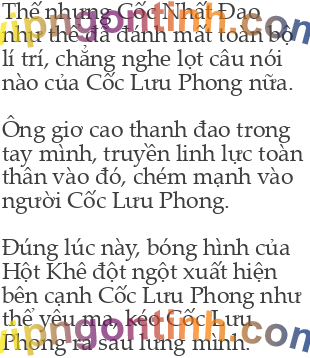 Thế nhưng Cốc Nhất Đao
như thể đã đánh mất toàn bộ
lí trí, chẳng nghe lọt câu nói
nào của Cốc Lưu Phong nữa.

Ông giơ cao thanh đao trong
tay mình, truyền linh lực toàn
thân vào đó, chém mạnh vào
người Cốc Lưu Phong.

Đúng lúc này, bóng hình của
Hột Khê đột ngột xuất hiện
bên cạnh Cốc Lưu Phong như
thể yêu ma, kéo Cốc Lưu
Phong ra sau lưng mình.